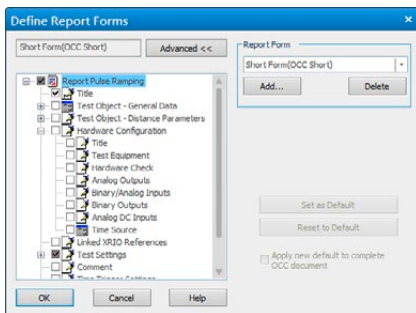 Define Report Forms
Short Form(OCC Short)
Advanced <<
Report Pulse Ramping
Title
Test Object - General Data
Test Object - Distance Parameters
Hardware Configuration
Title
Test Equipment
Hardware Check
Analog Outputs
Binary/Analog Inputs
Binary Outputs
Analog DC Inputs
Time Source
Linked XRIO References
Test Settings
Comment
Time Trigger Settings
Report Form
Short Form(OCC Short)
Add...
Delete
Set as Default
Reset to Default
Apply new default to complete
OCC document
OK
Cancel
Help